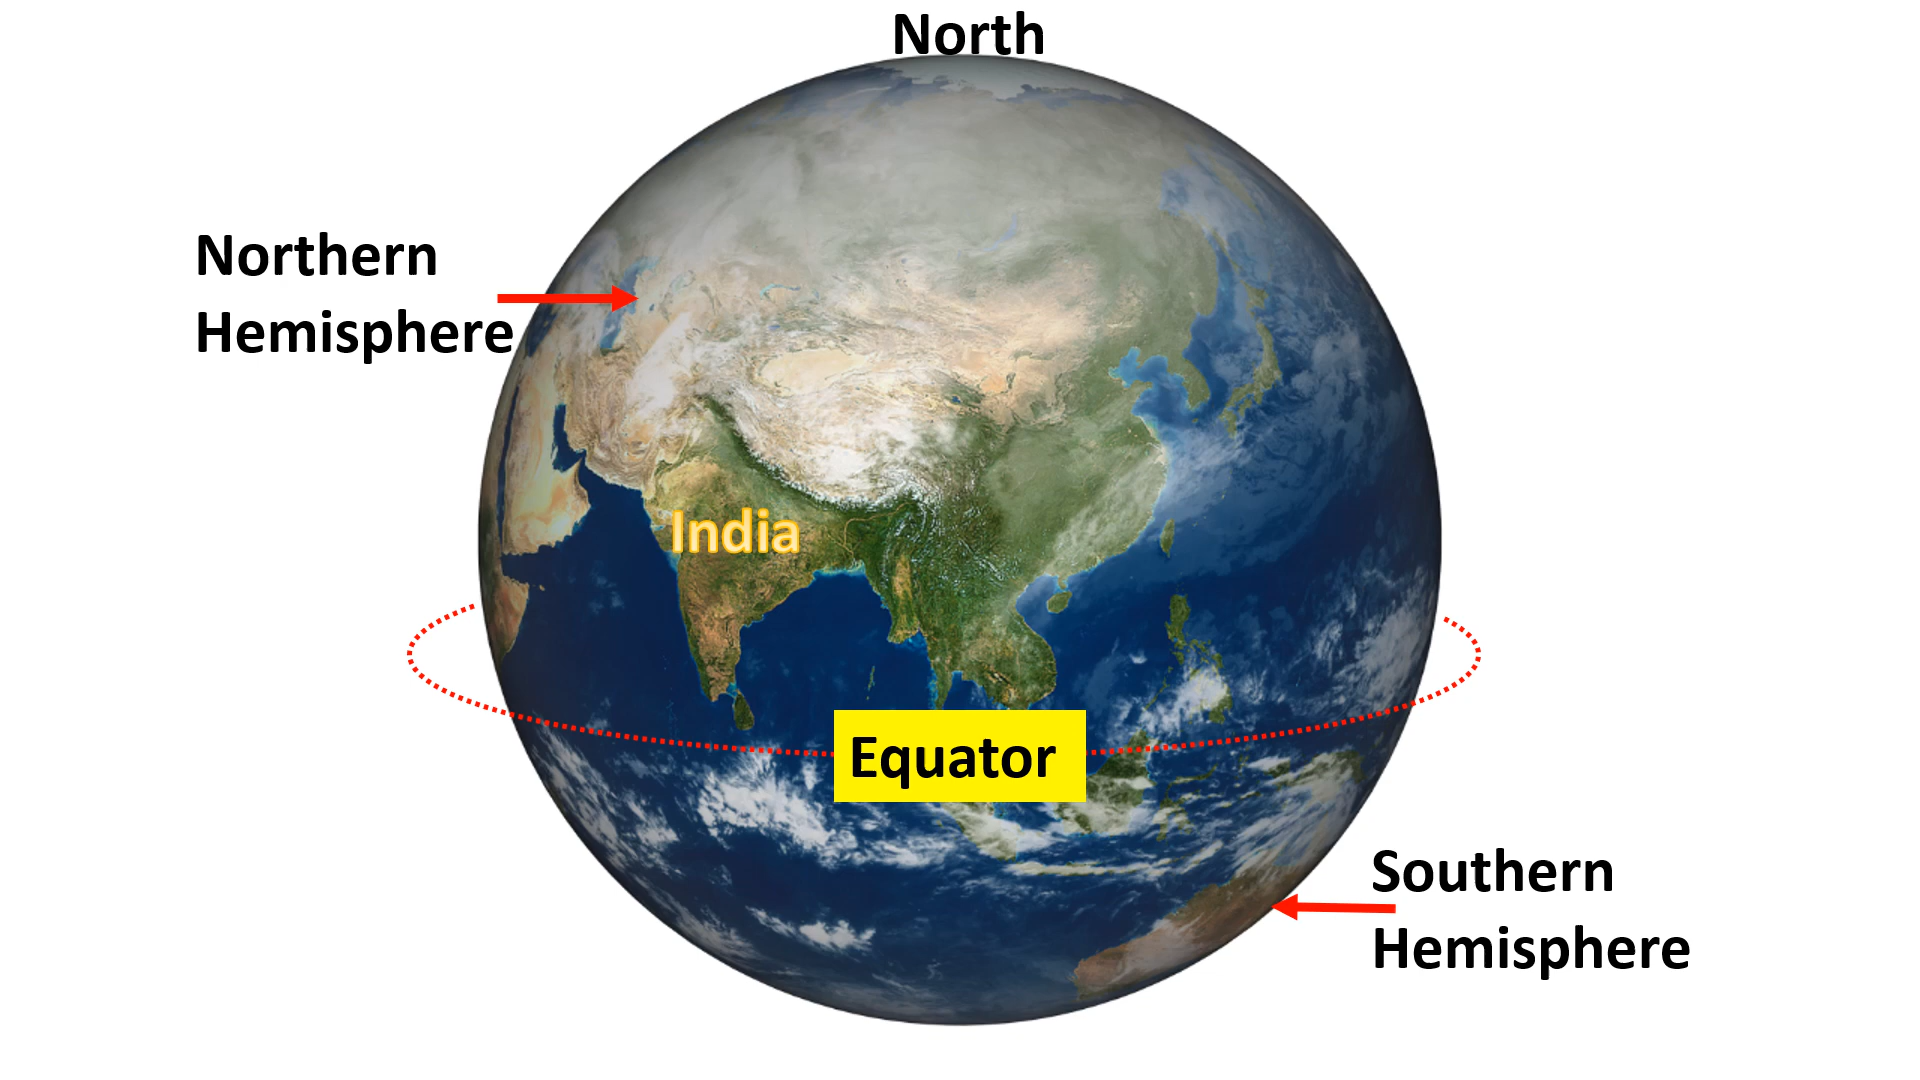 North
Northern
Hemisphere
India
Equator
Southern
Hemisphere